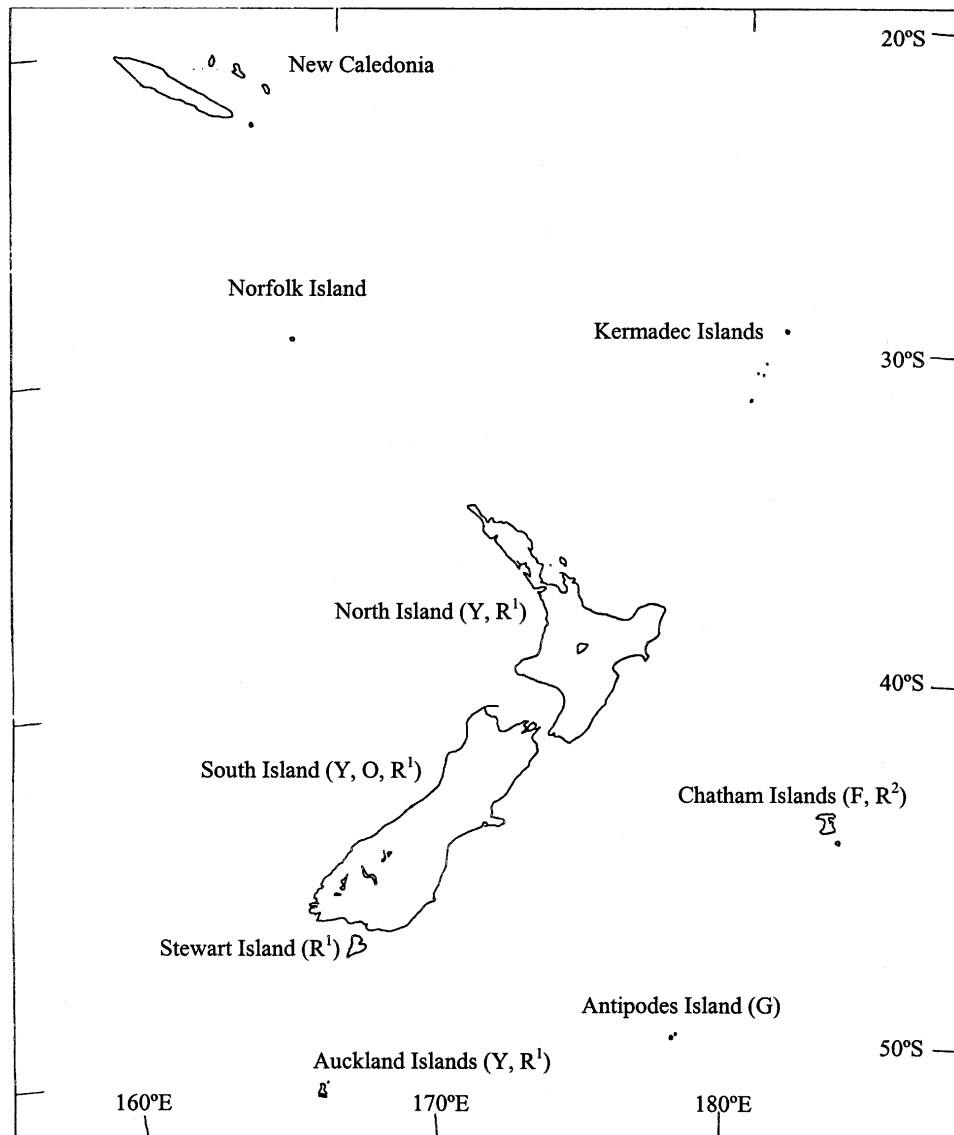 20ºS
New Caledonia
Norfolk Island
Kermadec Islands
30ºS
North Island (Y, R¹)
40ºS
South Island (Y, O, R¹)
Chatham Islands (F, R²)
Stewart Island (R¹)
Antipodes Island (G)
50ºS
Auckland Islands (Y, R¹)
160ºE
170ºE
180ºE